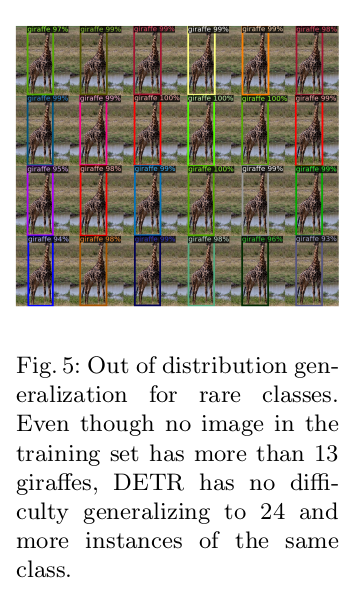 giraffe 97% giraffe 99% giraffe 99% giraffe 99% giraffe 99% giraffe 98%
giraffe 99% giraffe 99% giraffe 100% giraffe 100% giraffe 100% giraffe 99%
giraffe 95% giraffe 98% giraffe 99% giraffe 100% giraffe 99% giraffe 99%
giraffe 94% giraffe 98% giraffe 98% giraffe 96% giraffe 93%
Fig. 5: Out of distribution gen-
eralization for rare classes.
Even though no image in the
training set has more than 13
giraffes, DETR has no diffi-
culty generalizing to 24 and
more instances of the same
class.